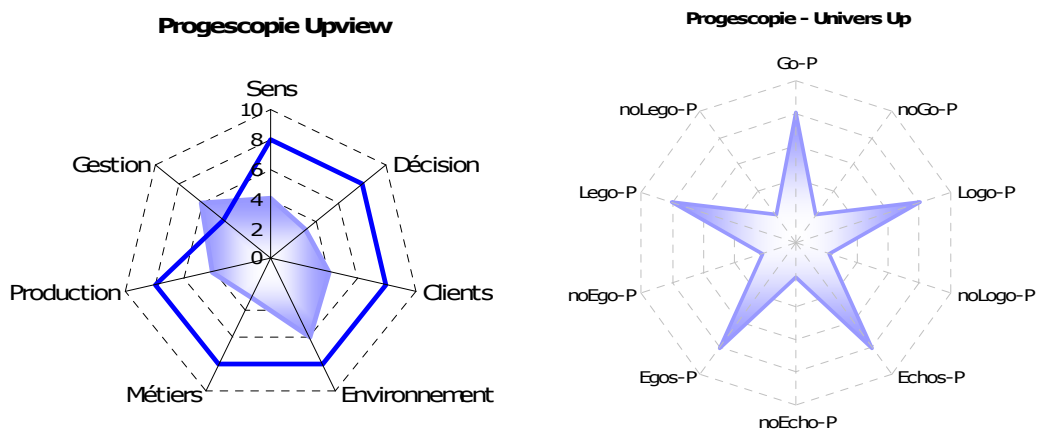 Progescopie Upview
Sens
10
8
6
4
2
0
Gestion
Décision
Production
Clients
Métiers
Environnement
Progescopie - Univers Up
Go-P
noLego-P
noGo-P
Lego-P
Logo-P
noEgo-P
noLogo-P
Egos-P
Echos-P
noEcho-P